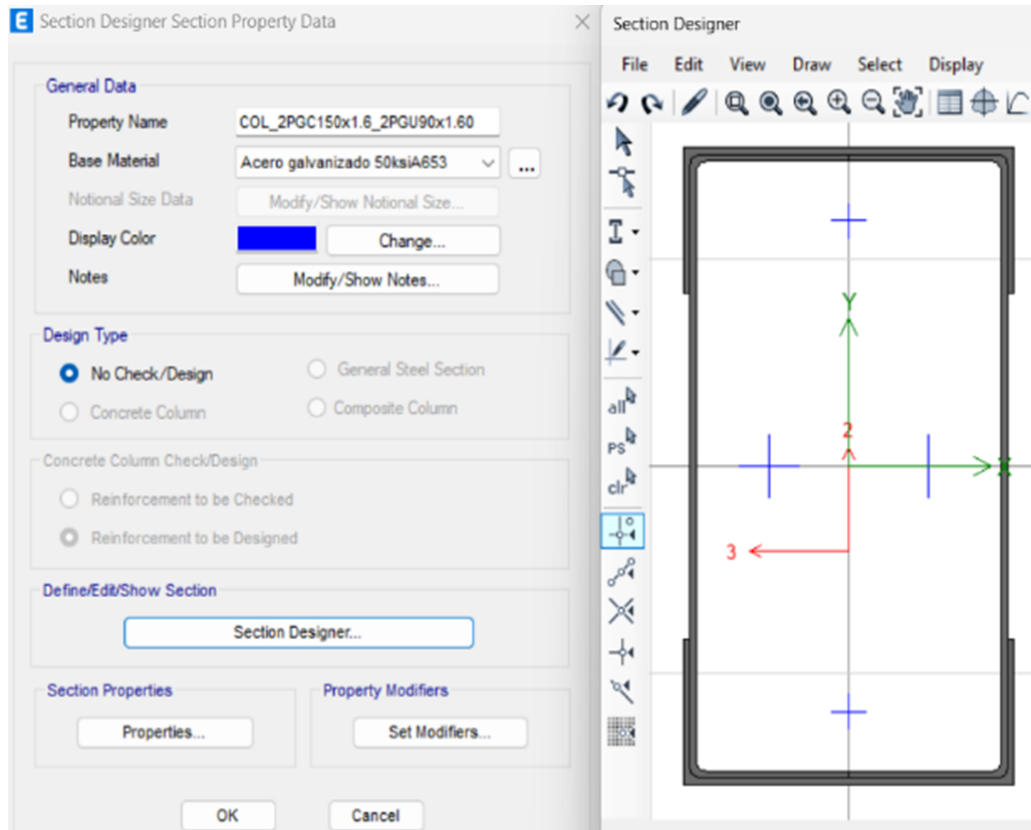 E Section Designer Section Property Data
General Data
Property Name COL_2PGC150x1.6_2PGU90x1.60
Base Material Acero galvanizado 50ksiA653 ...
Notional Size Data Modify/Show Notional Size...
Display Color Change...
Notes Modify/Show Notes...
Design Type
No Check/Design General Steel Section
Concrete Column Composite Column
Concrete Column Check/Design
Reinforcement to be Checked
Reinforcement to be Designed
Define/Edit/Show Section
Section Designer...
Section Properties Property Modifiers
Properties... Set Modifiers...
OK Cancel
Section Designer
File Edit View Draw Select Display
all
PS
clr
Y
2
X
3